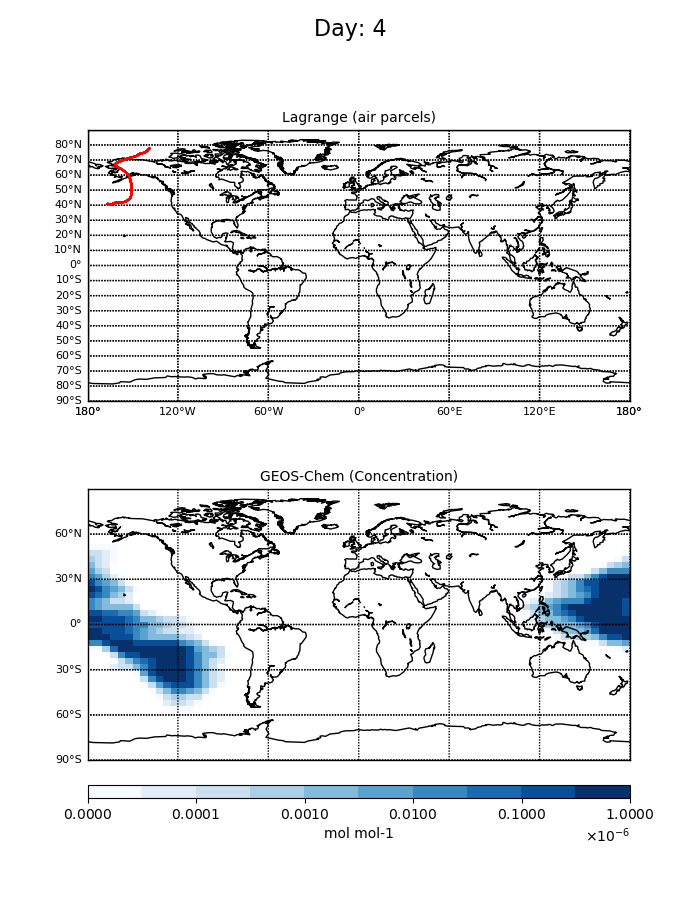 Day: 4
Lagrange (air parcels)
80°N
70°N
60°N
50°N
40°N
30°N
20°N
10°N
0°
10°S
20°S
30°S
40°S
50°S
60°S
70°S
80°S
90°S
180° 120°W 60°W 0° 60°E 120°E 180°
GEOS-Chem (Concentration)
60°N
30°N
0°
30°S
60°S
90°S
0.0000 0.0001 0.0010 0.0100 0.1000 1.0000
mol mol-1 ×10⁻⁶